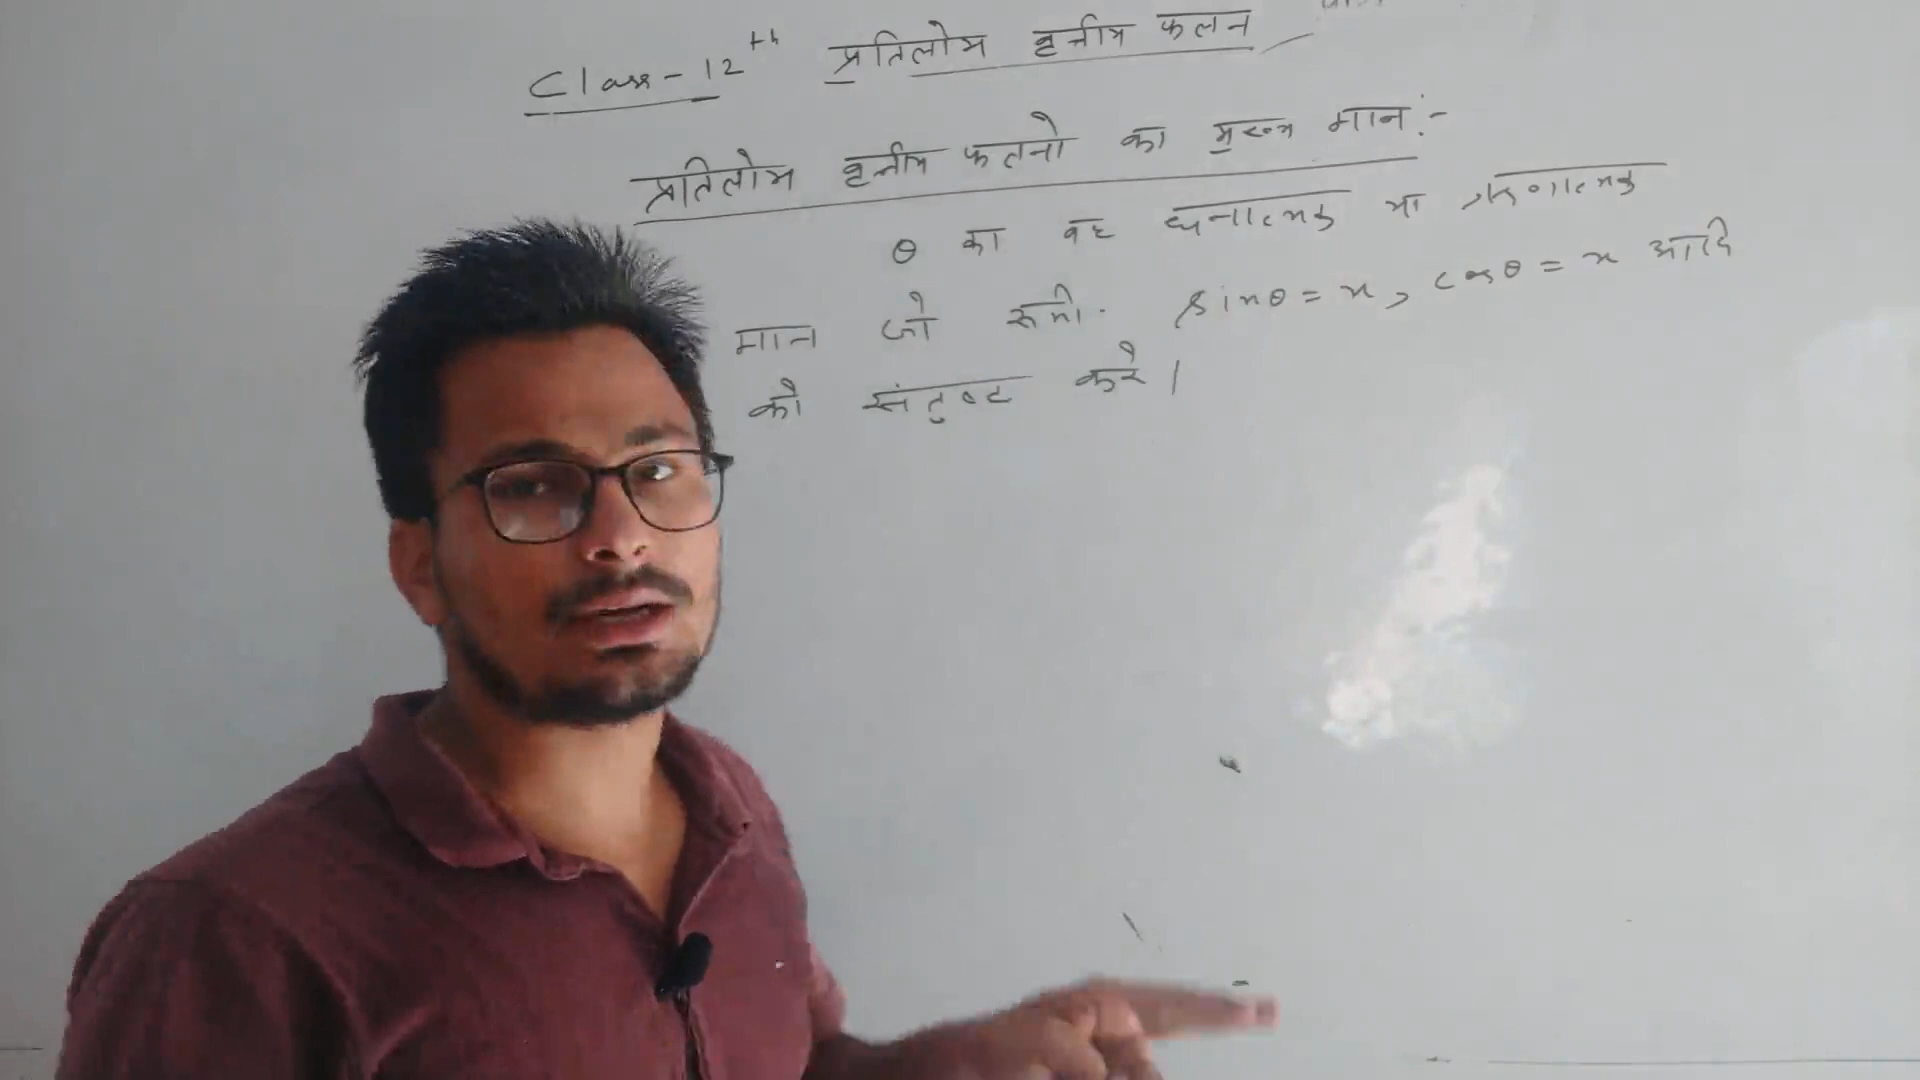 Class-12th प्रतिलोम वृत्तीय फलन
प्रतिलोम वृत्तीय फलनो का मुख्य मान:-
θ का वह धनात्मक या ऋणात्मक
मान जो समी. sinθ = x, cosθ = x आदि
को संतुष्ट करे।